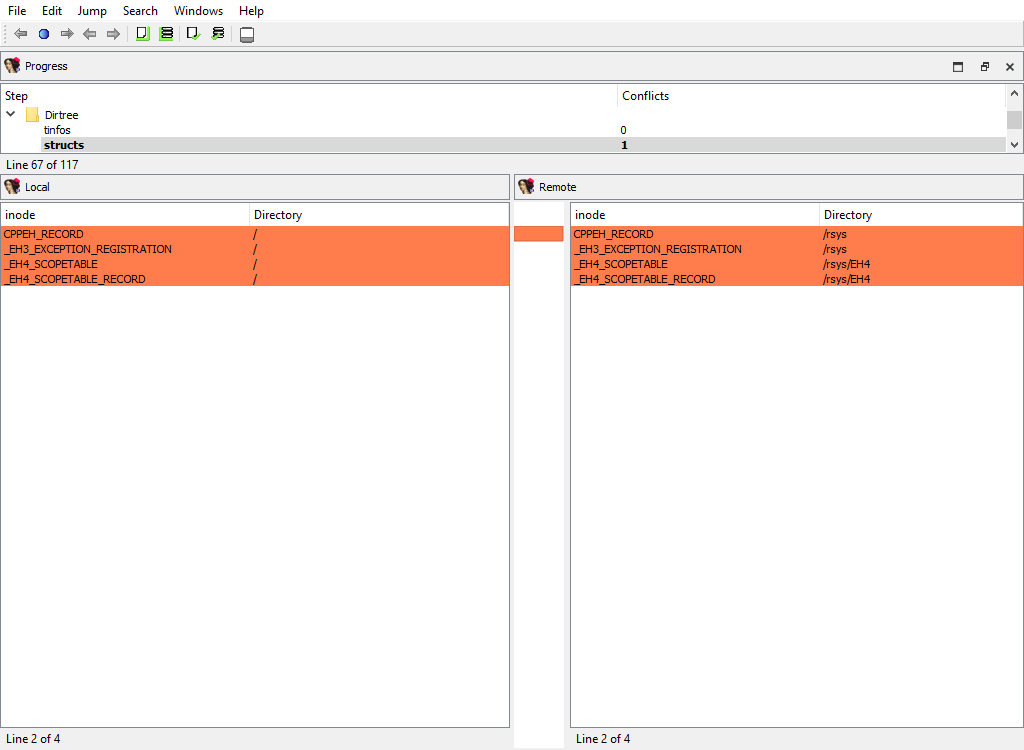 File Edit Jump Search Windows Help
Progress
Step Conflicts
Dirtree
tinfos 0
structs 1
Line 67 of 117
Local Remote
inode Directory inode Directory
CPPEH_RECORD / CPPEH_RECORD /rsys
_EH3_EXCEPTION_REGISTRATION / _EH3_EXCEPTION_REGISTRATION /rsys
_EH4_SCOPETABLE / _EH4_SCOPETABLE /rsys/EH4
_EH4_SCOPETABLE_RECORD / _EH4_SCOPETABLE_RECORD /rsys/EH4
Line 2 of 4 Line 2 of 4